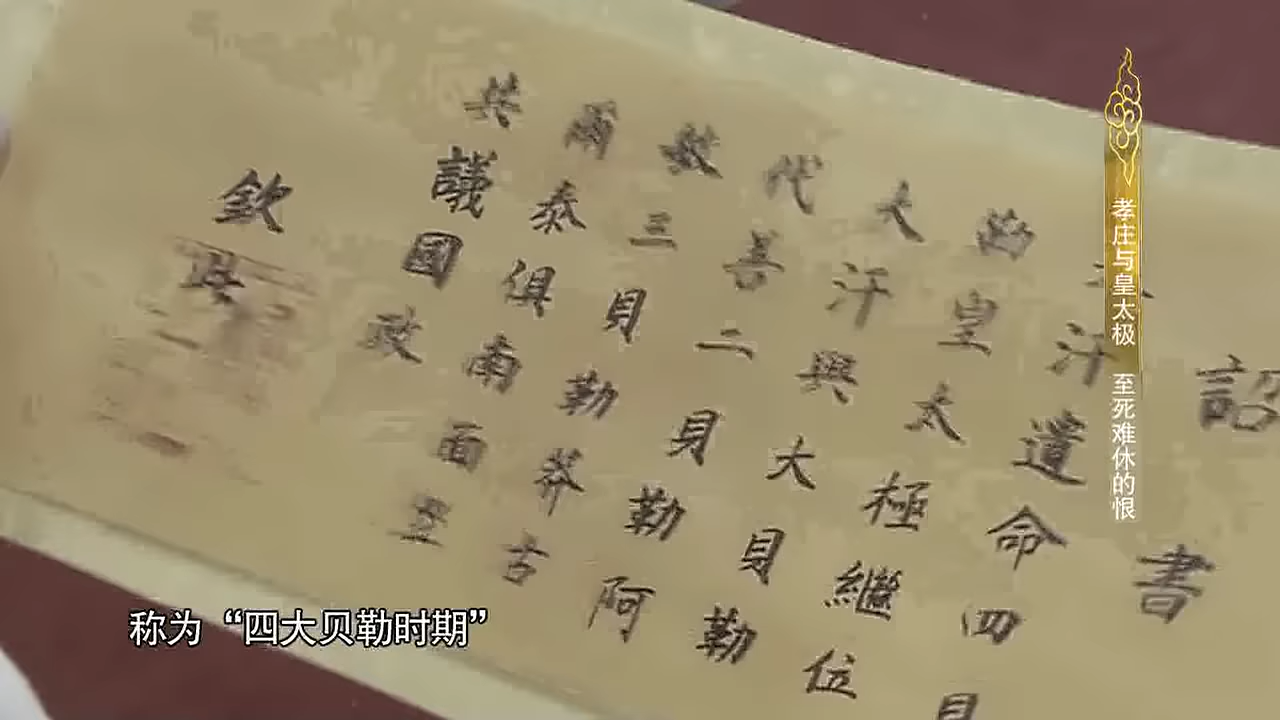 詔書
汗遺命四貝
皇太極繼位
大汗與大貝勒
代善二貝勒阿
敏三貝勒莽古
爾泰俱南面
共議國政
欽此
孝庄与皇太极 至死难休的恨
称为“四大贝勒时期”